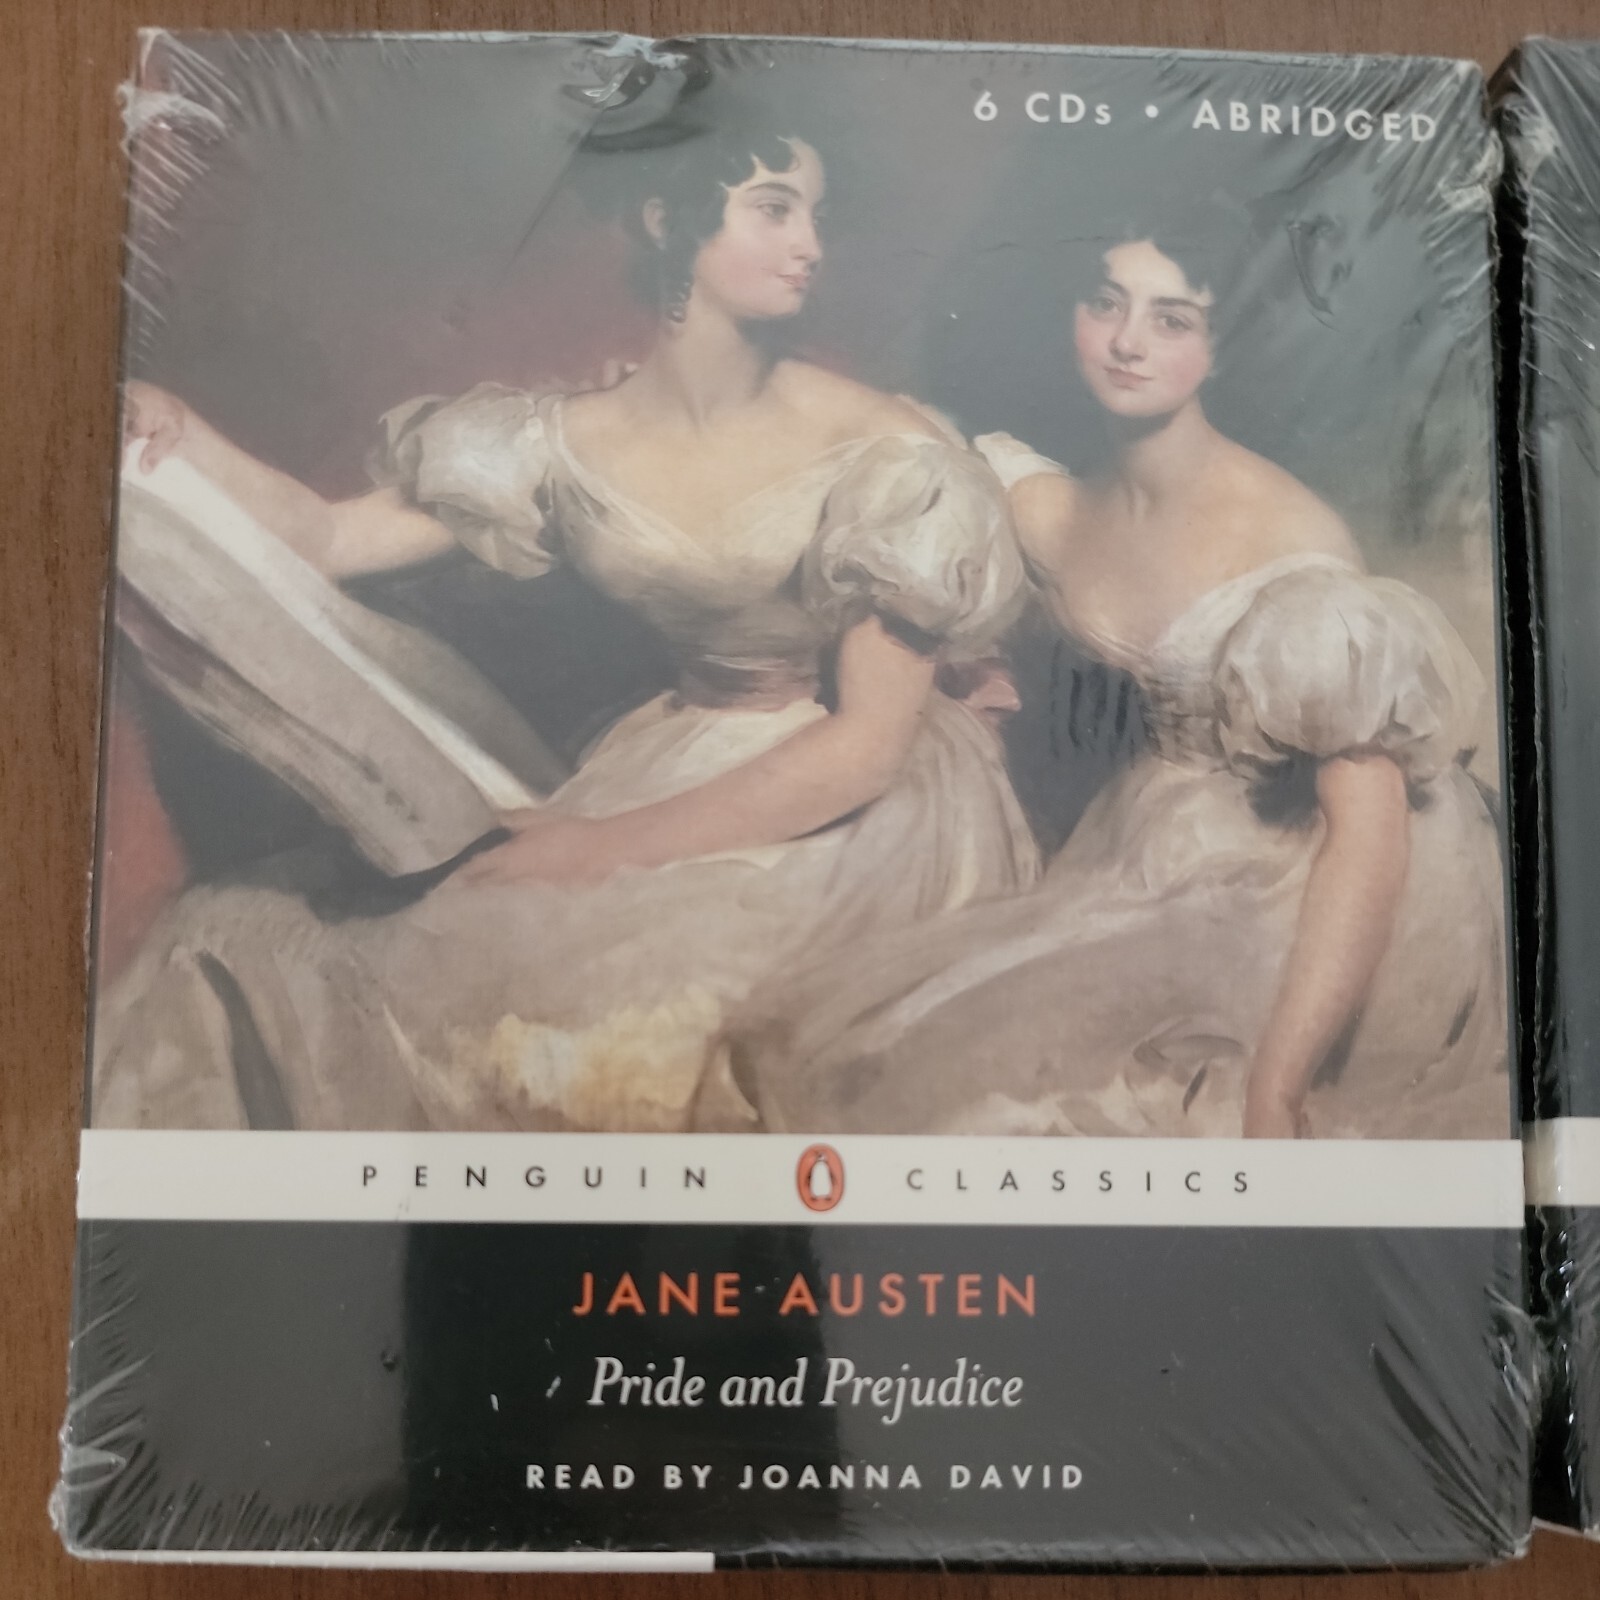 6 CDs • ABRIDGED
PENGUIN CLASSICS
JANE AUSTEN
Pride and Prejudice
READ BY JOANNA DAVID